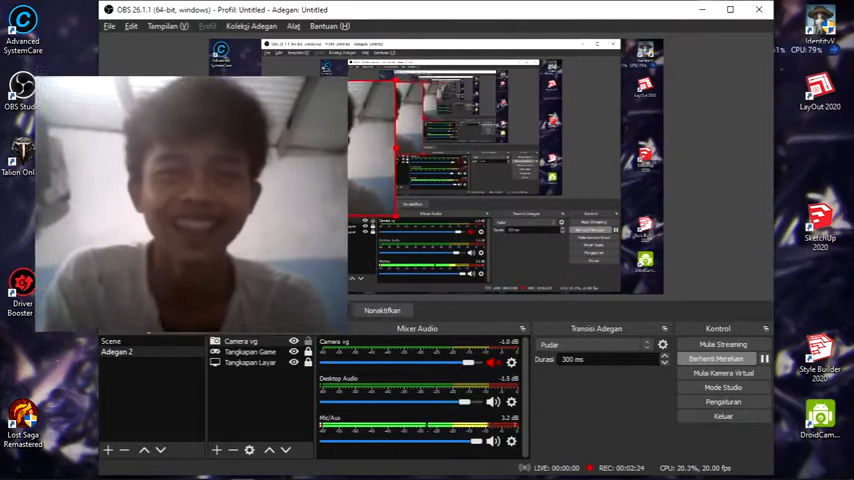 OBS 26.1.1 (64-bit, windows) - Profil: Untitled - Adegan: Untitled
File Edit Tampilan (V) Profil Koleksi Adegan Alat Bantuan (H)
Advanced
SystemCare
OBS Studio
Talion Onl
Driver
Booster
Lost Saga
Remastered
IdentityV
CPU:79%
LayOut 2020
SketchUp
2020
Style Builder
2020
DroidCam...
Nonaktifkan
Scene
Adegan 2
Camera vg
Tangkapan Game
Tangkapan Layar
Mixer Audio
Camera vg -1.0 dB
Desktop Audio -1.5 dB
Mic/Aux 3.2 dB
Transisi Adegan
Pudar
Durasi 300 ms
Kontrol
Mulai Streaming
Berhenti Merekam
Mulai Kamera Virtual
Mode Studio
Pengaturan
Keluar
LIVE: 00:00:00 REC: 00:02:24 CPU: 20.3%, 20.00 fps